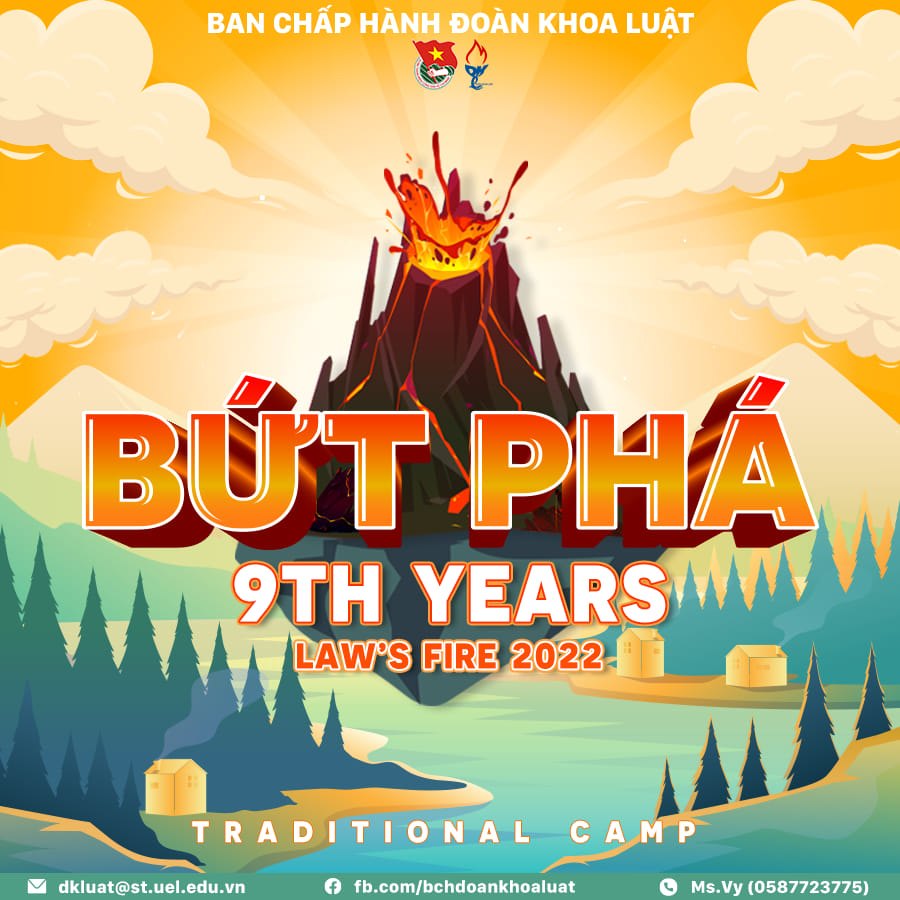 BAN CHẤP HÀNH ĐOÀN KHOA LUẬT
BỨT PHÁ
9TH YEARS
LAW'S FIRE 2022
TRADITIONAL CAMP
dkluat@st.uel.edu.vn fb.com/bchdoankhoaluat Ms.Vy (0587723775)